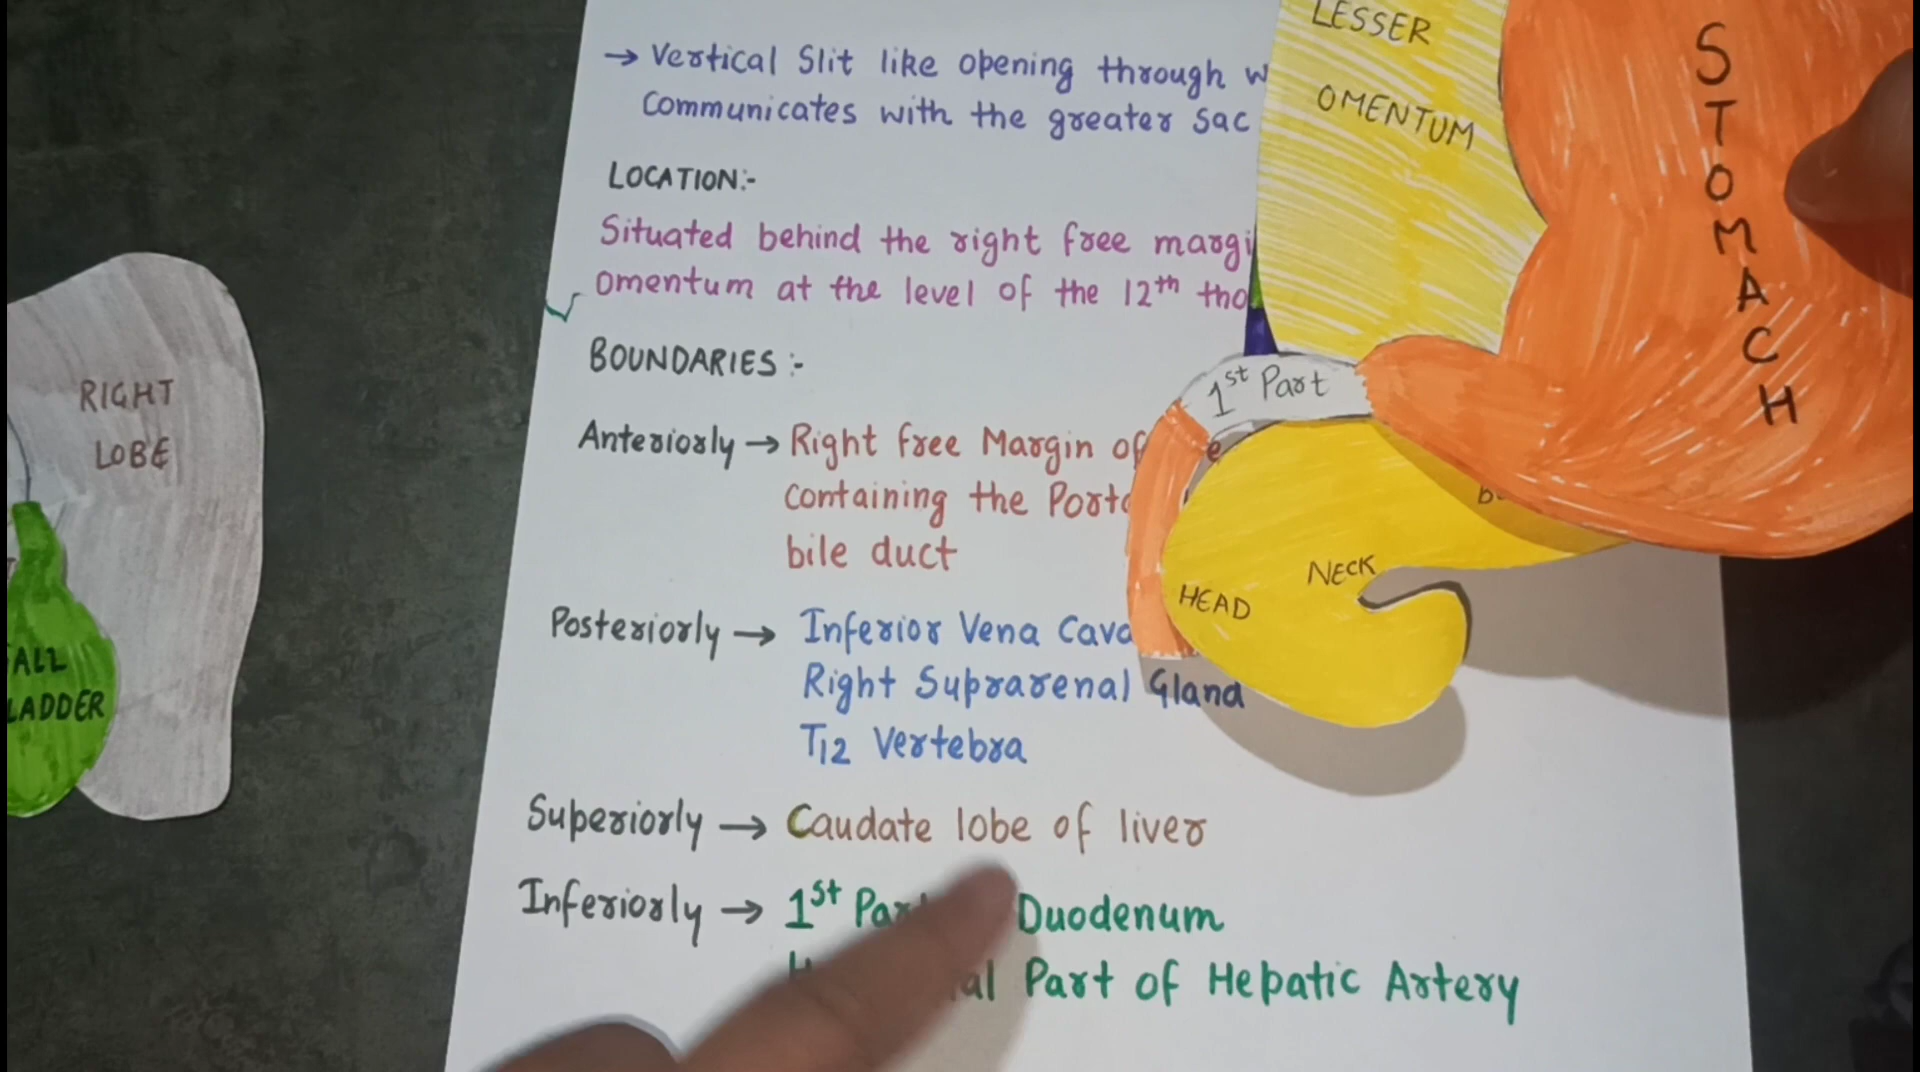 → Vertical Slit like opening through
Communicates with the greater sac
LOCATION:-
Situated behind the right free
omentum at the level of the 12th
BOUNDARIES :-
Anteriorly → Right free Margin of
containing the
bile duct
Posteriorly → Inferior Vena
Right Suprarenal Gland
T12 Vertebra
Superiorly → Caudate lobe of liver
Inferiorly → 1st Duodenum
Part of Hepatic Artery
LESSER
OMENTUM
STOMACH
1st Part
NECK
HEAD
RIGHT
LOBE